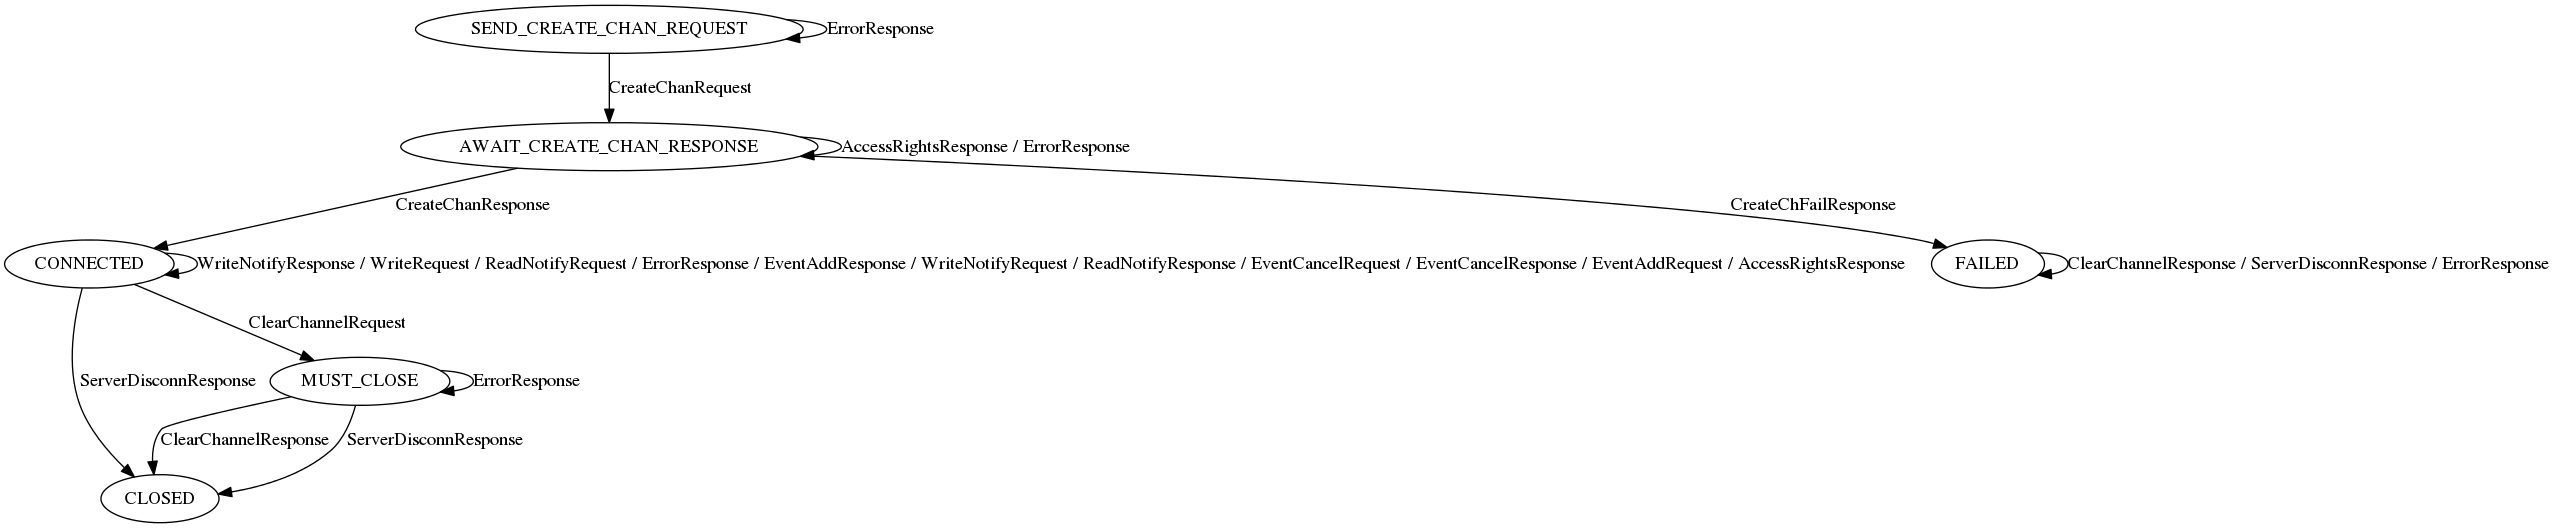 SEND_CREATE_CHAN_REQUEST
ErrorResponse
CreateChanRequest
AWAIT_CREATE_CHAN_RESPONSE
AccessRightsResponse / ErrorResponse
CreateChanResponse
CreateChFailResponse
CONNECTED
WriteNotifyResponse / WriteRequest / ReadNotifyRequest / ErrorResponse / EventAddResponse / WriteNotifyRequest / ReadNotifyResponse / EventCancelRequest / EventCancelResponse / EventAddRequest / AccessRightsResponse
FAILED
ClearChannelResponse / ServerDisconnResponse / ErrorResponse
ClearChannelRequest
ServerDisconnResponse
MUST_CLOSE
ErrorResponse
ClearChannelResponse
ServerDisconnResponse
CLOSED